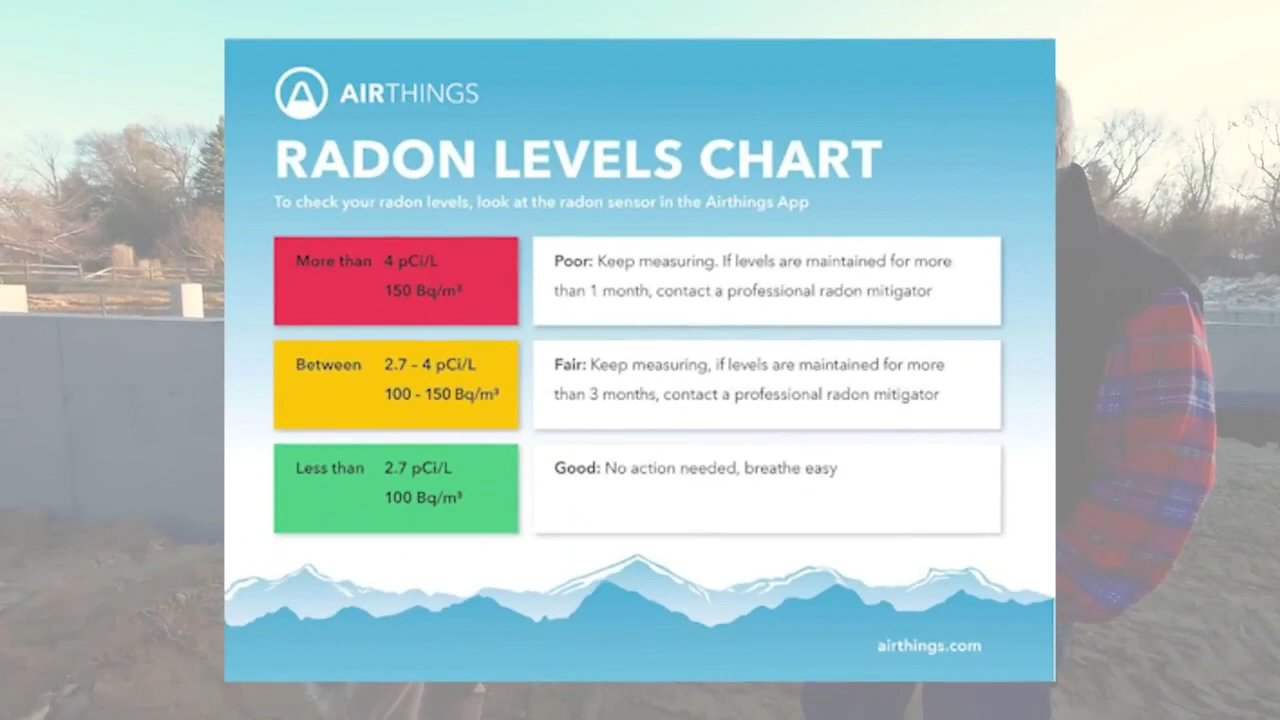 AIRTHINGS
RADON LEVELS CHART
To check your radon levels, look at the radon sensor in the Airthings App
More than 4 pCi/L
150 Bq/m³
Poor: Keep measuring. If levels are maintained for more
than 1 month, contact a professional radon mitigator
Between 2.7 - 4 pCi/L
100 - 150 Bq/m³
Fair: Keep measuring, if levels are maintained for more
than 3 months, contact a professional radon mitigator
Less than 2.7 pCi/L
100 Bq/m³
Good: No action needed, breathe easy
airthings.com